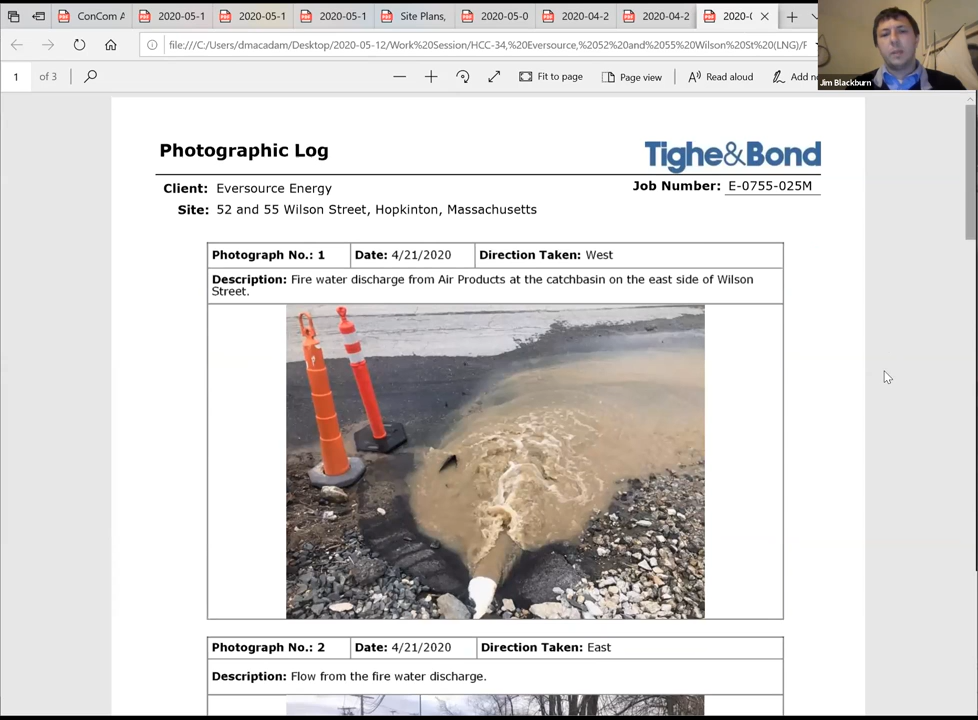 ConCom A
2020-05-1
2020-05-1
2020-05-1
Site Plans,
2020-05-0
2020-04-2
2020-04-2
2020-0
file:///C:/Users/dmacadam/Desktop/2020-05-12/Work%20Session/HCC-34,%20Eversource,%2052%20and%2055%20Wilson%20St%20(LNG)/F
1 of 3
Fit to page
Page view
Read aloud
Add no
Jim Blackburn
Photographic Log
Tighe&Bond
Client: Eversource Energy
Job Number: E-0755-025M
Site: 52 and 55 Wilson Street, Hopkinton, Massachusetts
Photograph No.: 1 Date: 4/21/2020 Direction Taken: West
Description: Fire water discharge from Air Products at the catchbasin on the east side of Wilson
Street.
Photograph No.: 2 Date: 4/21/2020 Direction Taken: East
Description: Flow from the fire water discharge.